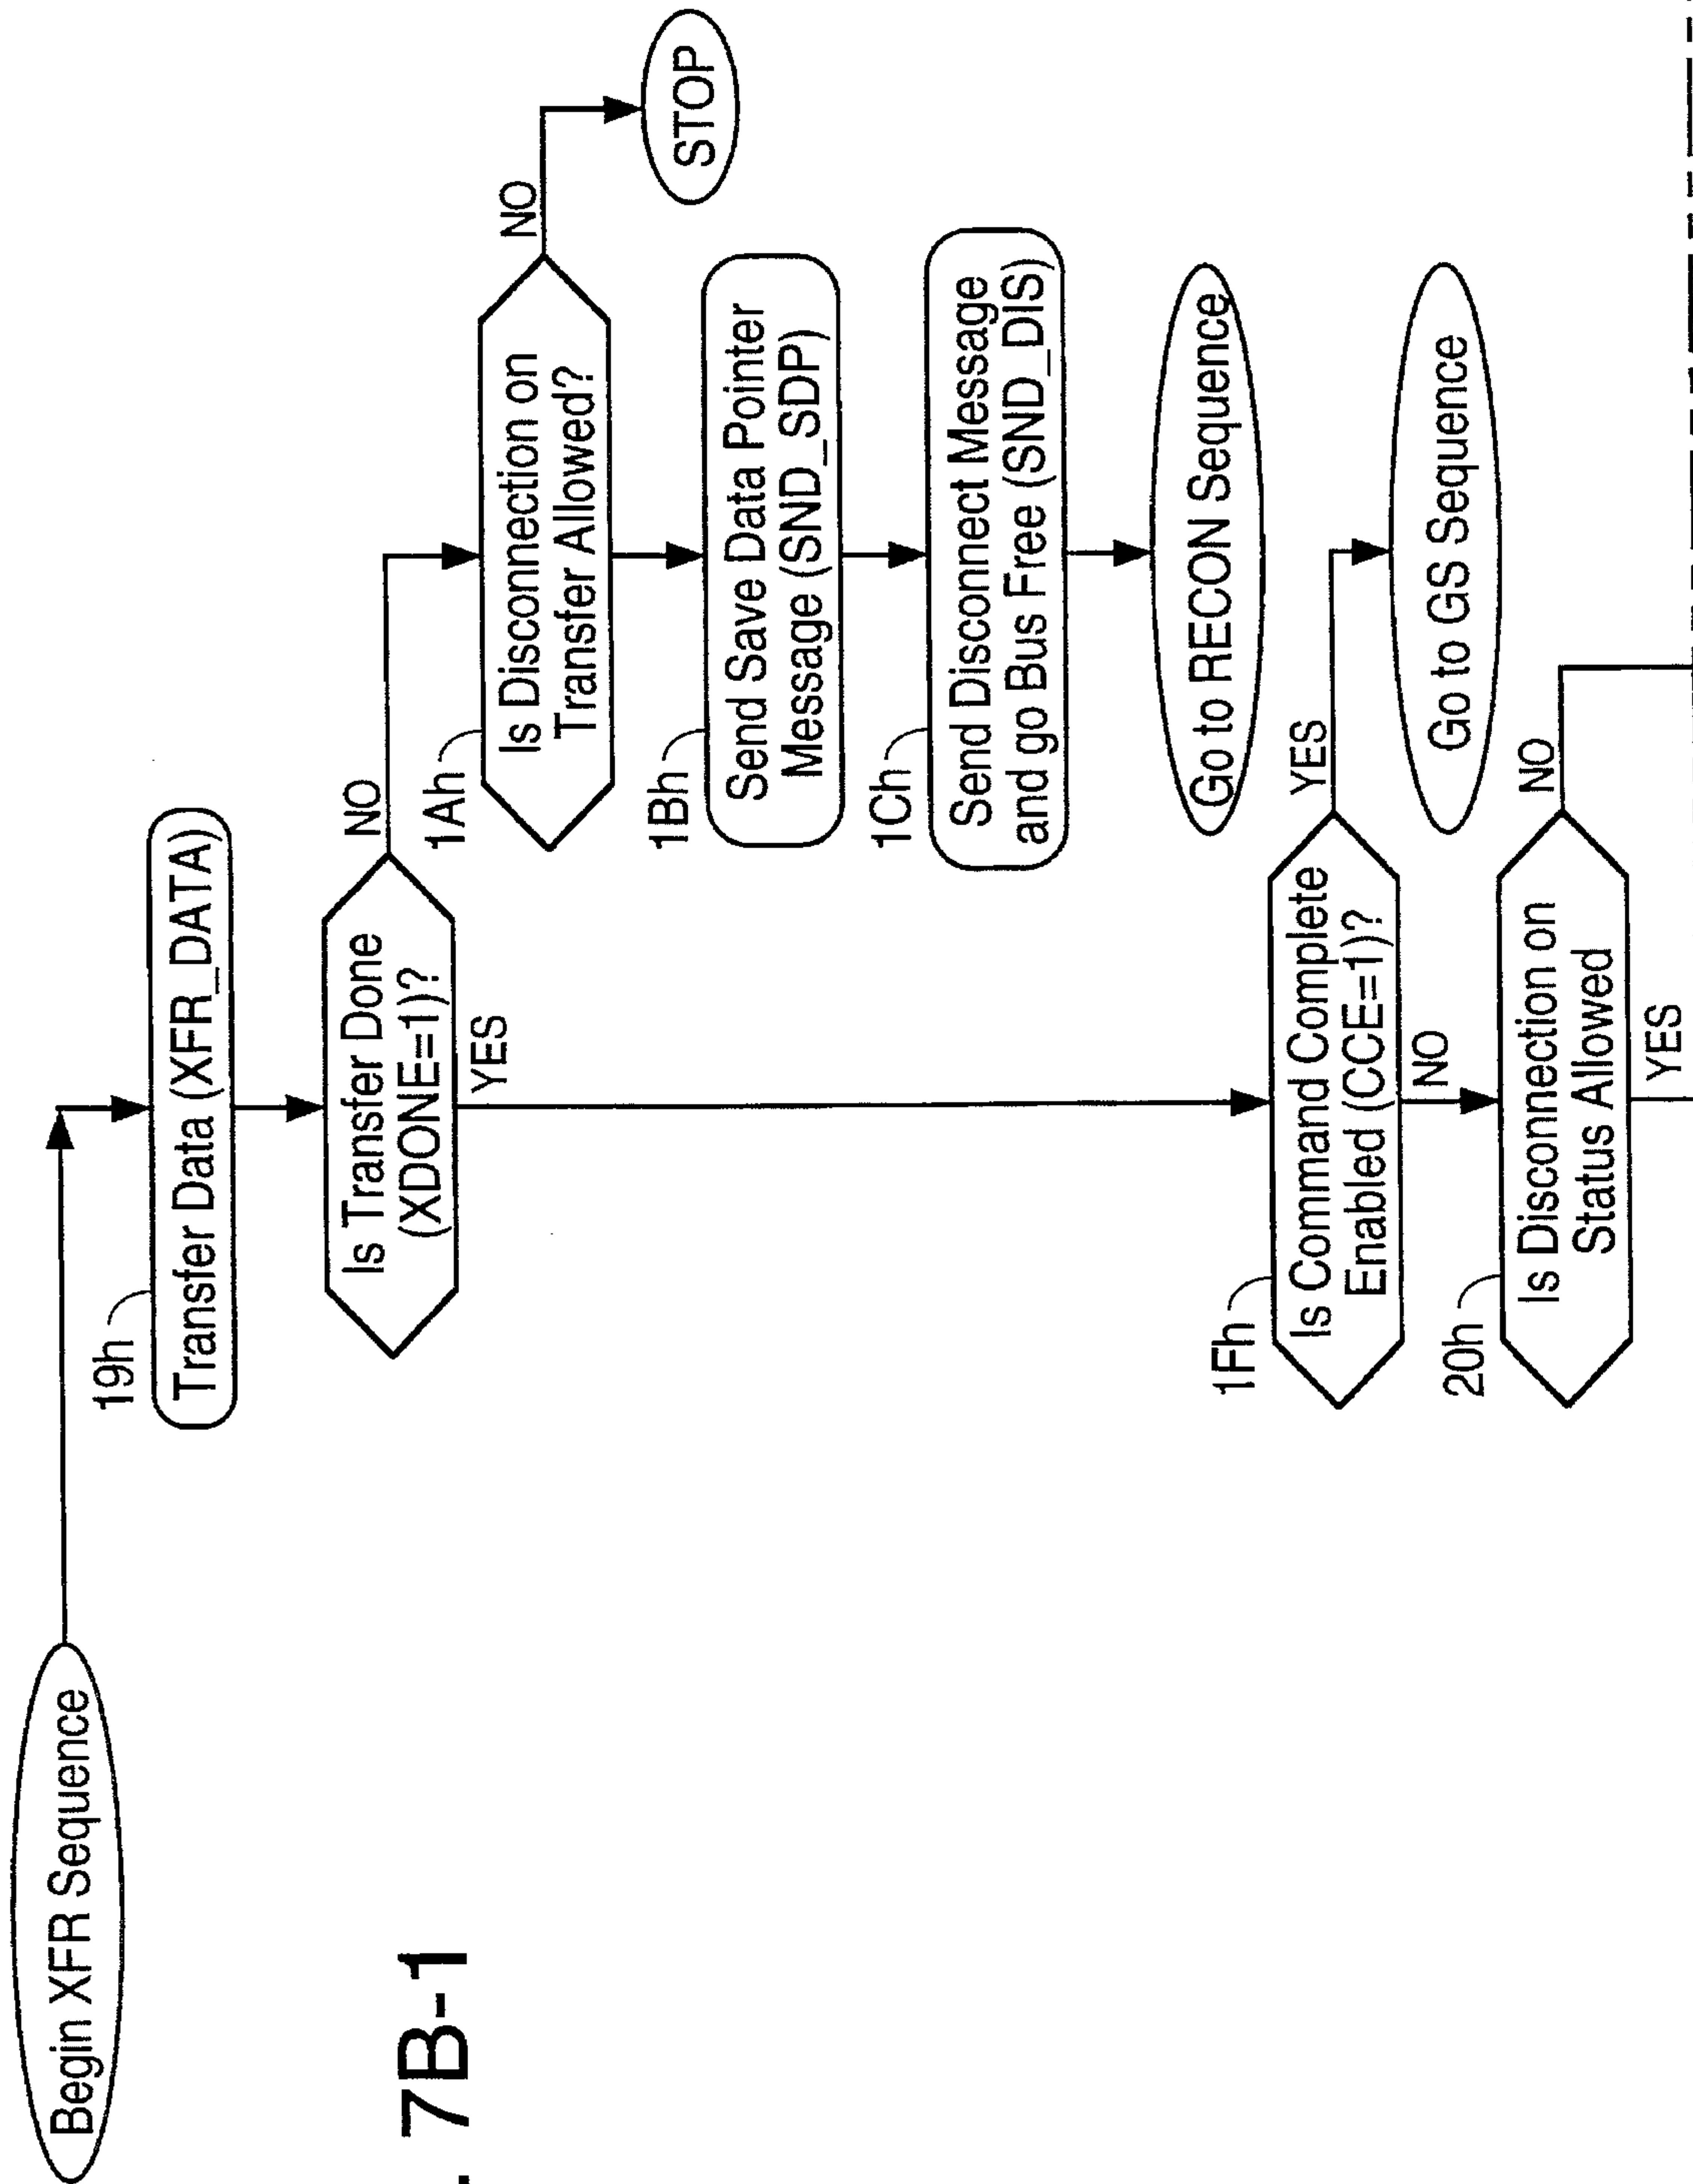 Begin XFR Sequence
19h
Transfer Data (XFR_DATA)
Is Transfer Done
(XDONE=1)?
NO
YES
1Ah
Is Disconnection on
Transfer Allowed?
NO
STOP
1Bh
Send Save Data Pointer
Message (SND_SDP)
1Ch
Send Disconnect Message
and go Bus Free (SND_DIS)
Go to RECON Sequence
1Fh
Is Command Complete
Enabled (CCE=1)?
YES
NO
Go to GS Sequence
20h
Is Disconnection on
Status Allowed
NO
YES
. 7B-1